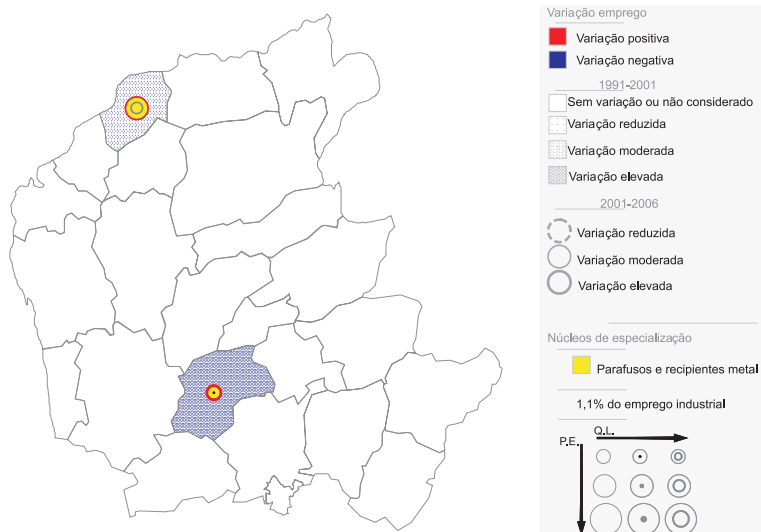 Variação emprego
Variação positiva
Variação negativa
1991-2001
Sem variação ou não considerado
Variação reduzida
Variação moderada
Variação elevada
2001-2006
Variação reduzida
Variação moderada
Variação elevada
Núcleos de especialização
Parafusos e recipientes metal
1,1% do emprego industrial
Q.L.
P.E.